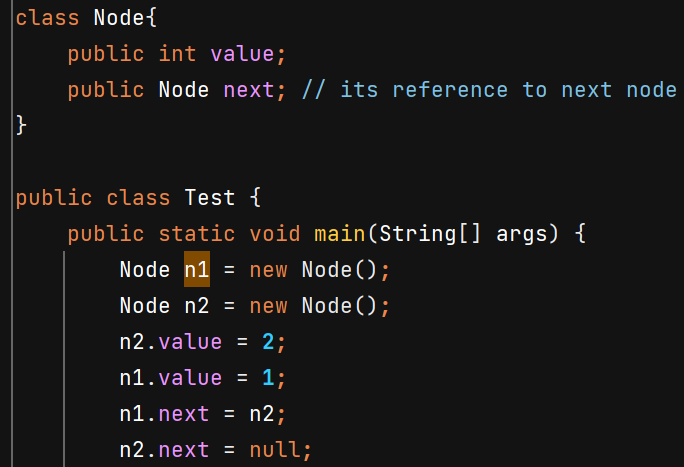 class Node{
    public int value;
    public Node next; // its reference to next node
}
public class Test {
    public static void main(String[] args) {
        Node n1 = new Node();
        Node n2 = new Node();
        n2.value = 2;
        n1.value = 1;
        n1.next = n2;
        n2.next = null;